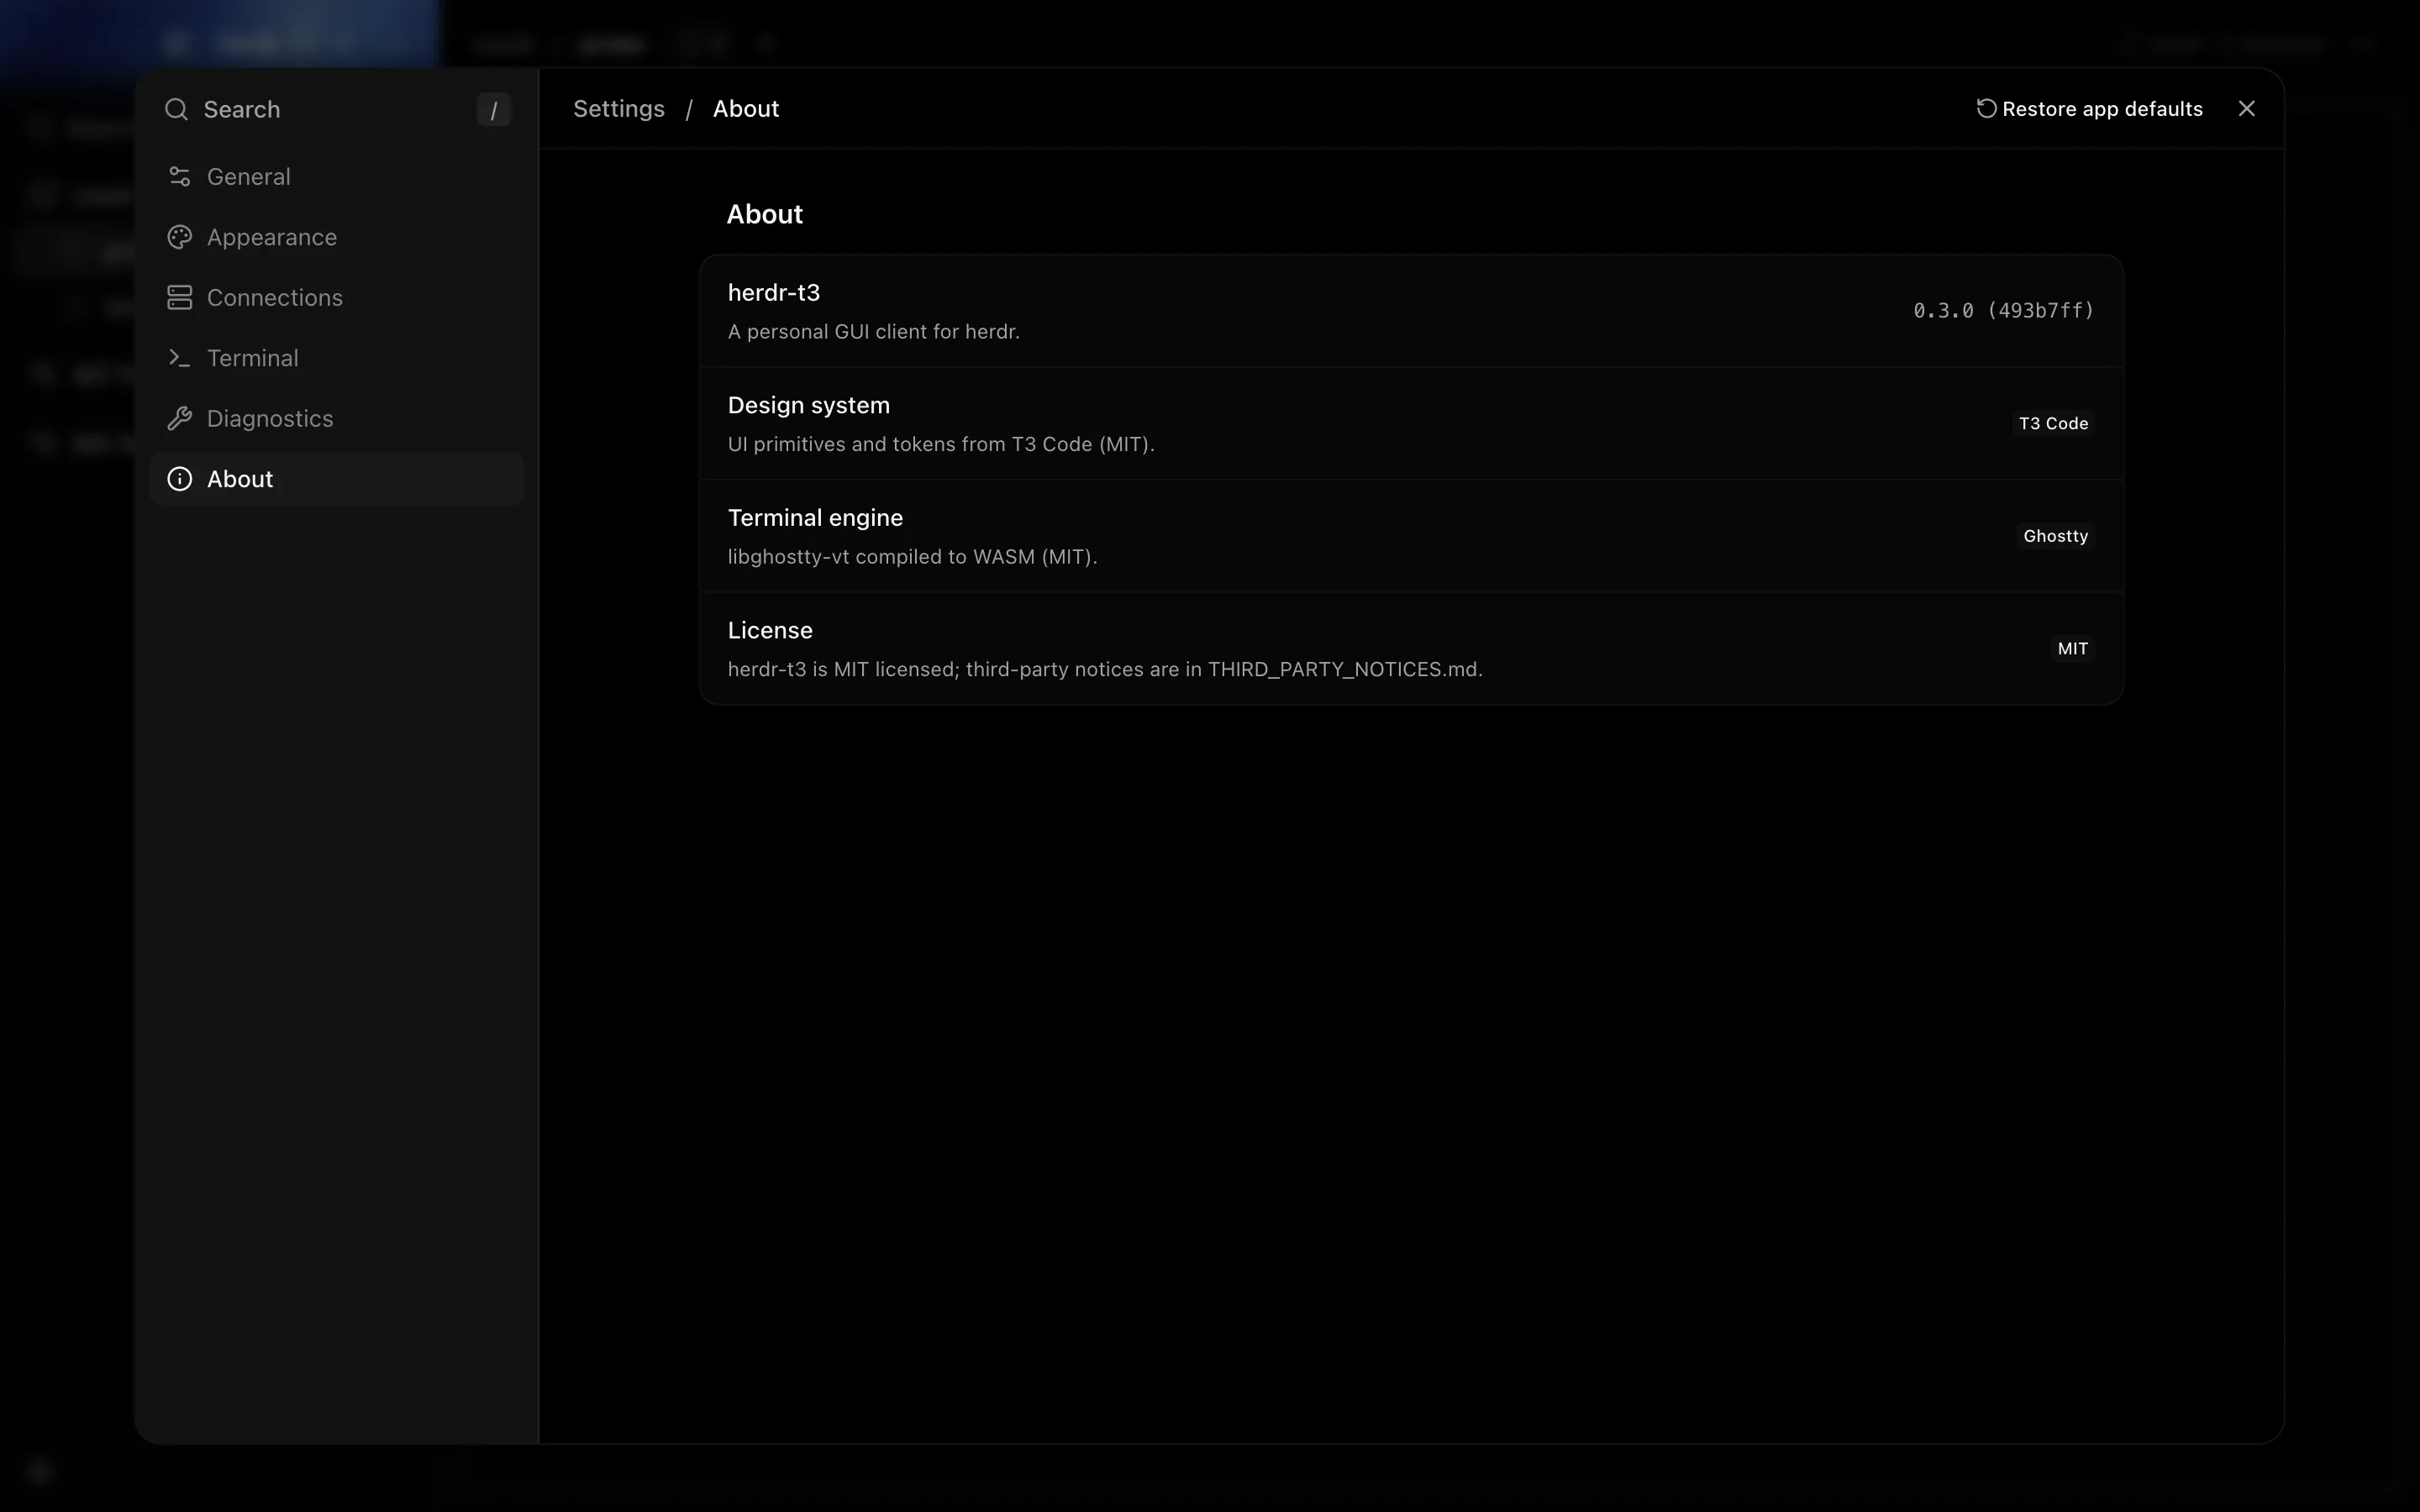 Search /
General
Appearance
Connections
Terminal
Diagnostics
About
Settings / About
Restore app defaults
About
herdr-t3
A personal GUI client for herdr.
0.3.0 (493b7ff)
Design system
UI primitives and tokens from T3 Code (MIT).
T3 Code
Terminal engine
libghostty-vt compiled to WASM (MIT).
Ghostty
License
herdr-t3 is MIT licensed; third-party notices are in THIRD_PARTY_NOTICES.md.
MIT